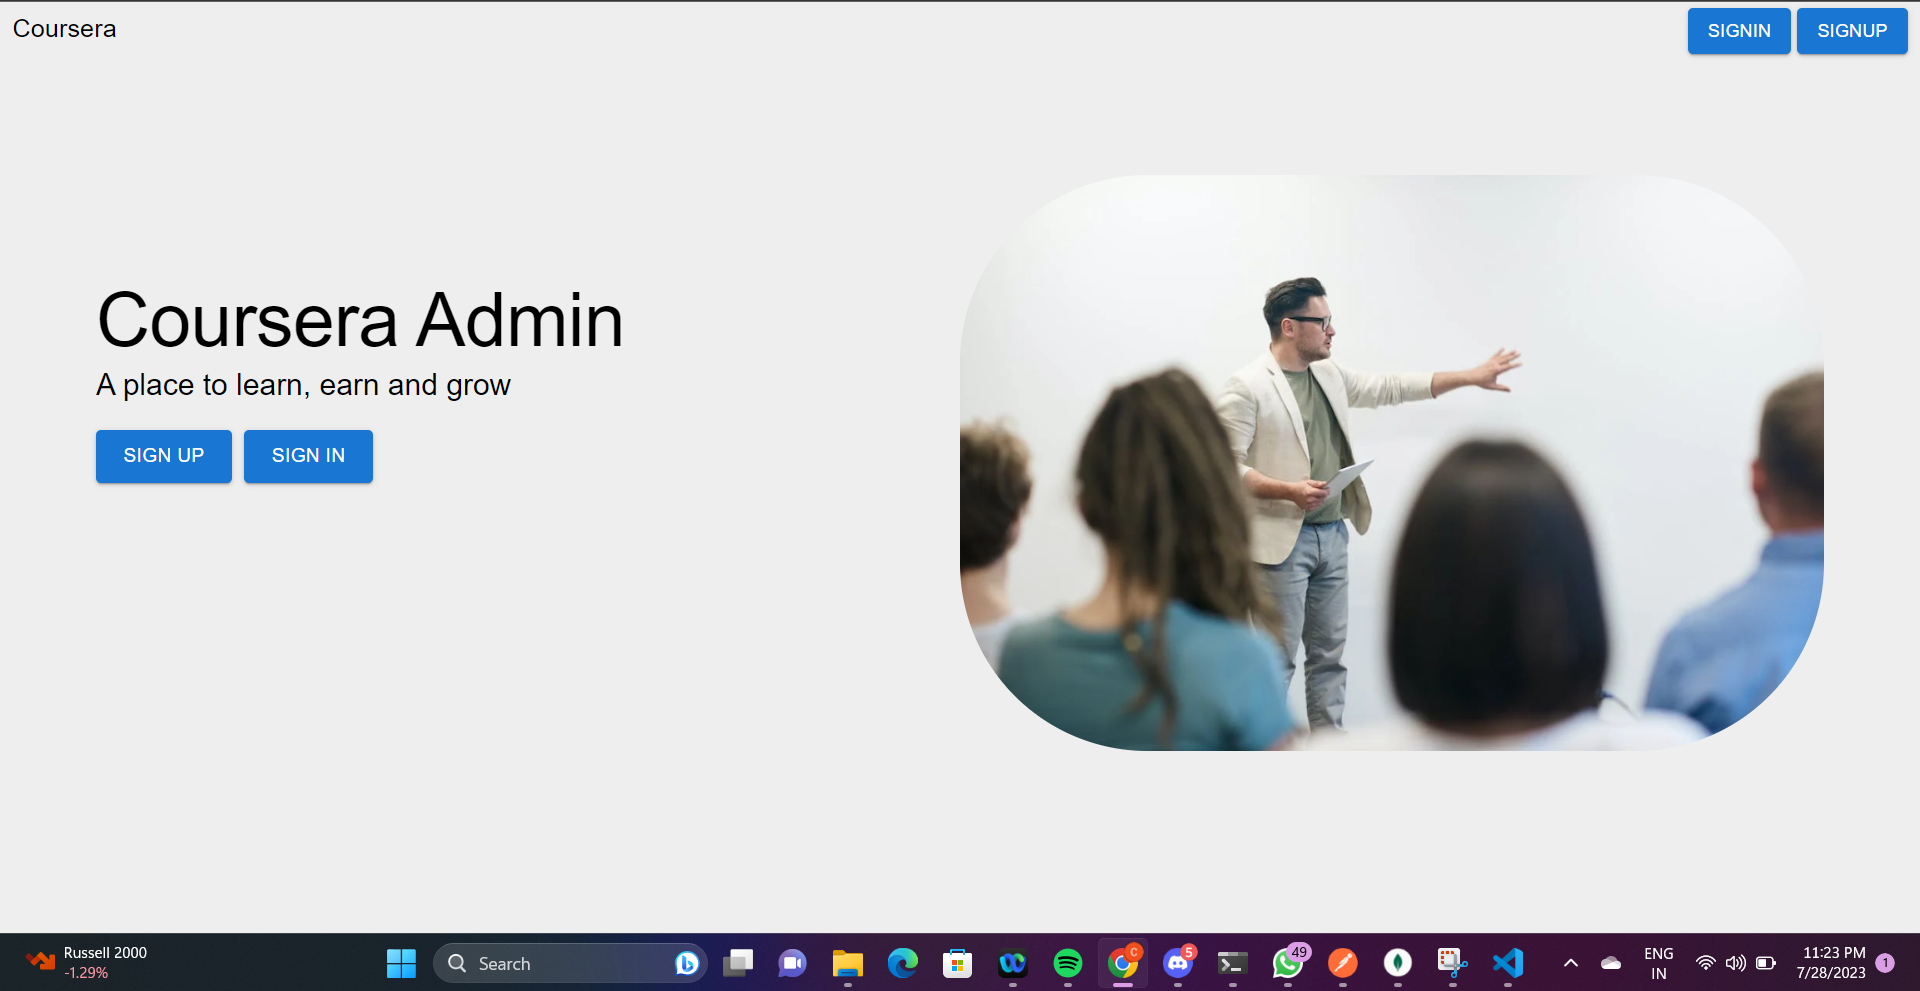 Coursera
SIGNIN
SIGNUP
Coursera Admin
A place to learn, earn and grow
SIGN UP
SIGN IN
Russell 2000
-1.29%
Search
C
5
49
ENG
IN
11:23 PM
7/28/2023
1